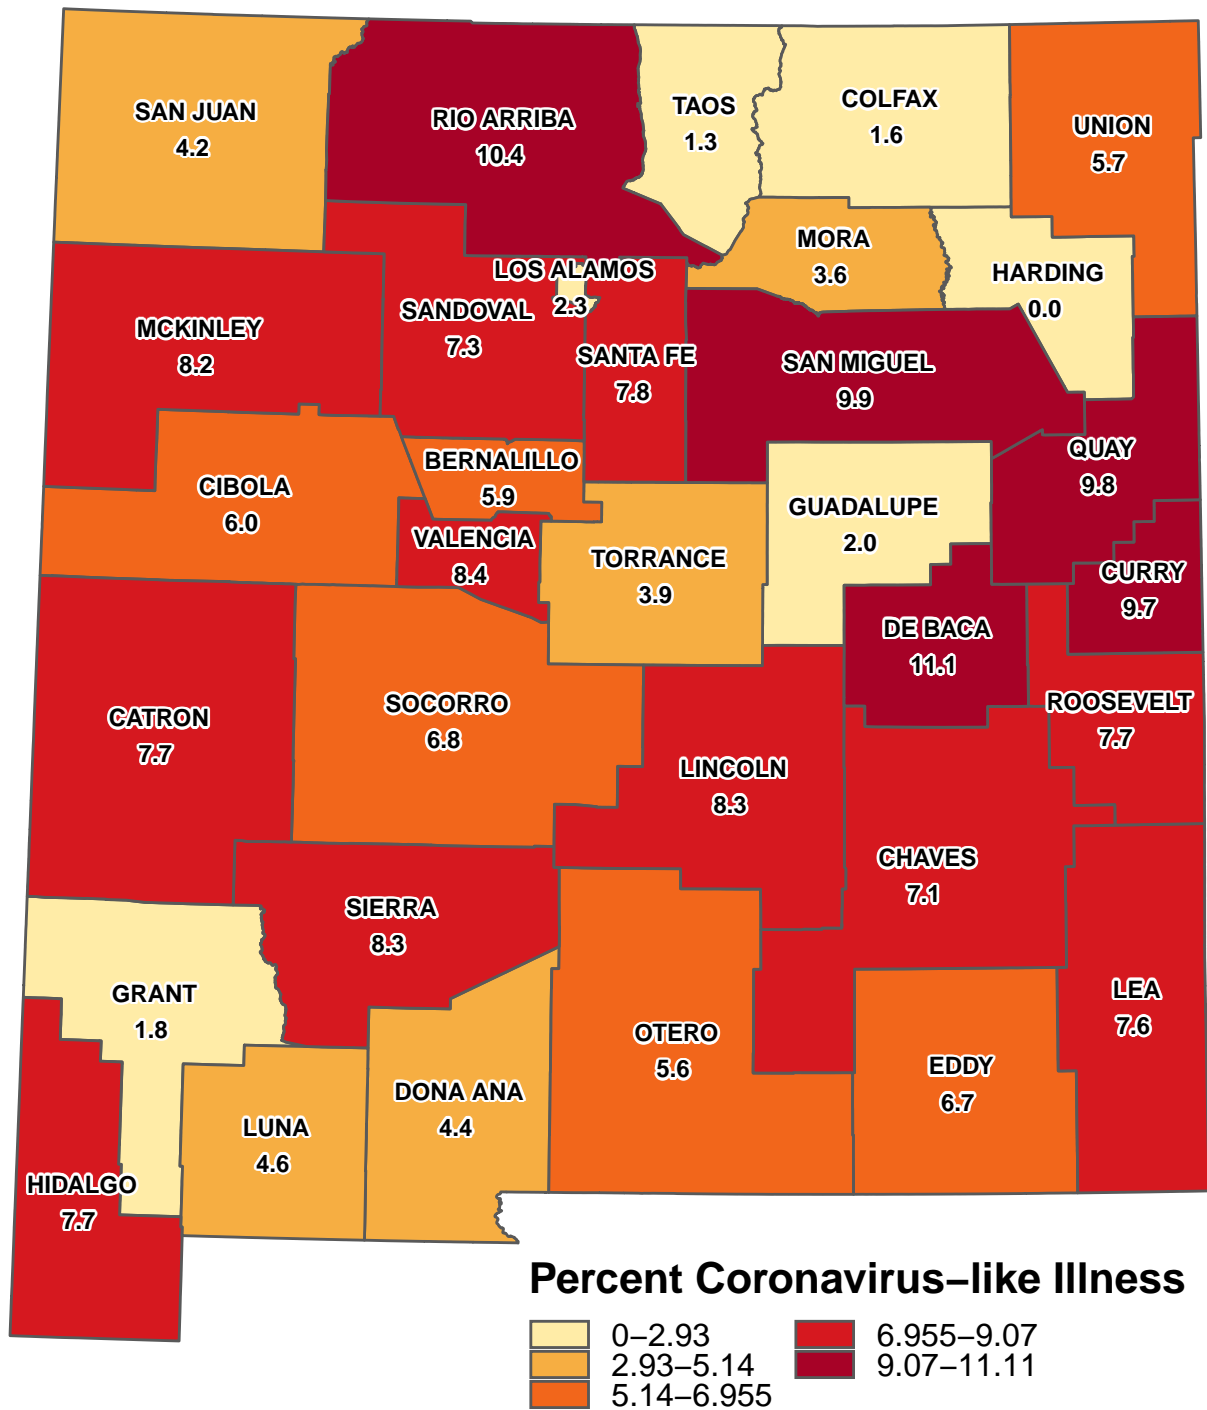 SAN JUAN
4.2
RIO ARRIBA
10.4
TAOS
1.3
COLFAX
1.6
UNION
5.7
MORA
3.6
HARDING
0.0
LOS ALAMOS
2.3
SANDOVAL
7.3
MCKINLEY
8.2
SANTA FE
7.8
SAN MIGUEL
9.9
QUAY
9.8
BERNALILLO
5.9
CIBOLA
6.0
GUADALUPE
2.0
VALENCIA
8.4
TORRANCE
3.9
CURRY
9.7
DE BACA
11.1
ROOSEVELT
7.7
CATRON
7.7
SOCORRO
6.8
LINCOLN
8.3
CHAVES
7.1
SIERRA
8.3
GRANT
1.8
LEA
7.6
OTERO
5.6
EDDY
6.7
DONA ANA
4.4
LUNA
4.6
HIDALGO
7.7
Percent Coronavirus−like Illness
0−2.93
2.93−5.14
5.14−6.955
6.955−9.07
9.07−11.11